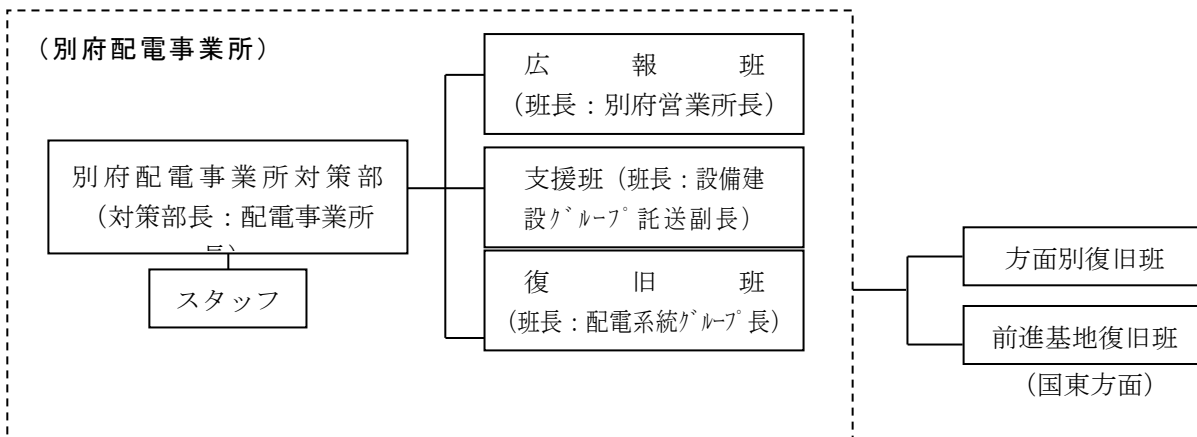 （別府配電事業所）
広報班
（班長：別府営業所長）
別府配電事業所対策部
（対策部長：配電事業所
スタッフ
支援班（班長：設備建
設ｸﾞﾙｰﾌﾟ託送副長）
復旧班
（班長：配電系統ｸﾞﾙｰﾌﾟ長）
方面別復旧班
前進基地復旧班
（国東方面）